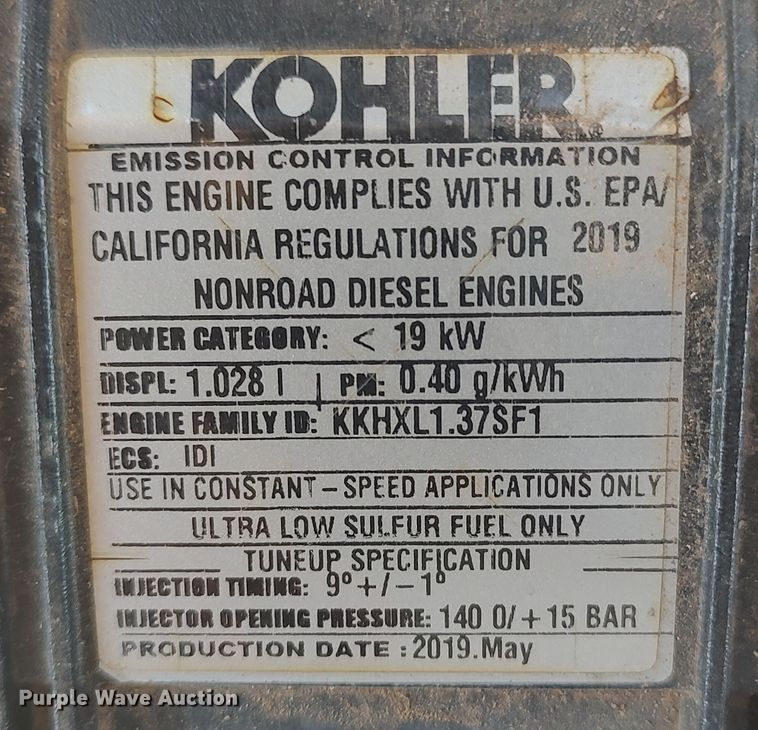 KOHLER
EMISSION CONTROL INFORMATION
THIS ENGINE COMPLIES WITH U.S. EPA/
CALIFORNIA REGULATIONS FOR 2019
NONROAD DIESEL ENGINES
POWER CATEGORY: < 19 kW
DISPL: 1.028 l | PM: 0.40 g/kWh
ENGINE FAMILY ID: KKHXL1.37SF1
ECS: IDI
USE IN CONSTANT – SPEED APPLICATIONS ONLY
ULTRA LOW SULFUR FUEL ONLY
TUNEUP SPECIFICATION
INJECTION TIMING: 9° +/– 1°
INJECTOR OPENING PRESSURE: 140 0/ + 15 BAR
PRODUCTION DATE : 2019.May
Purple Wave Auction